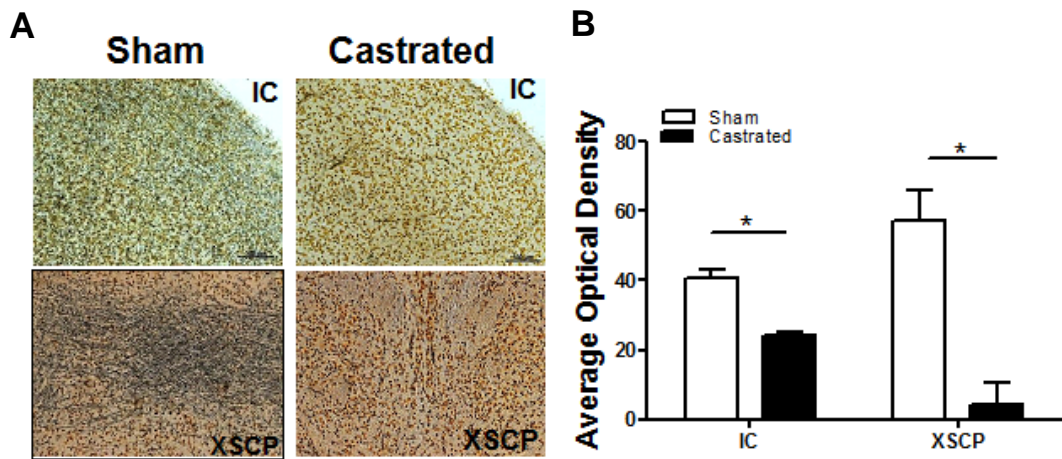 A
Sham
Castrated
IC
IC
XSCP
XSCP
B
Sham
Castrated
Average Optical Density
80
60
40
20
0
*
*
IC
XSCP